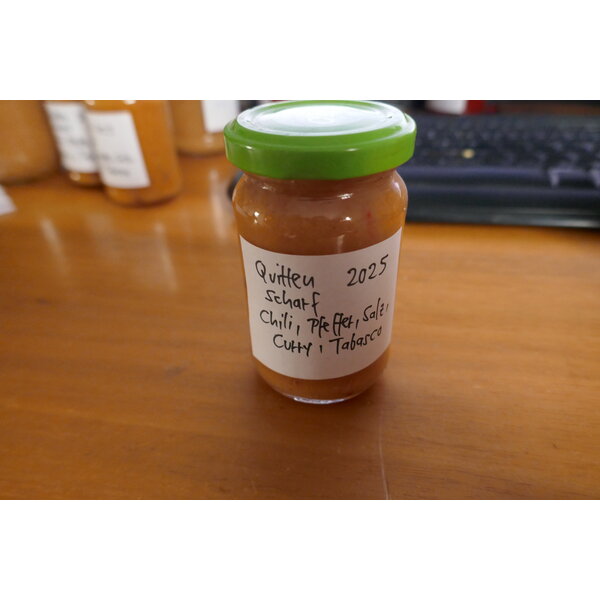 Quitten 2025
scharf
Chili, Pfeffer, Salz,
Curry, Tabasco